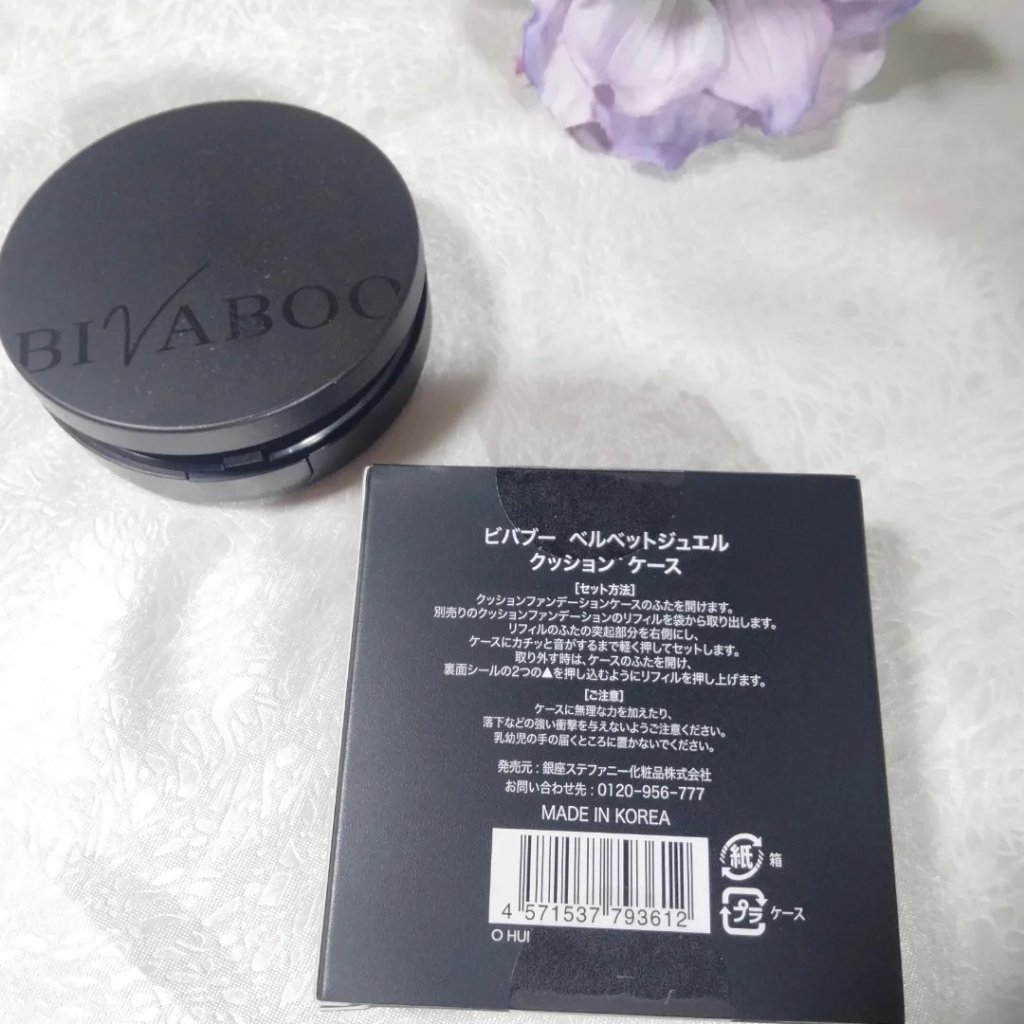 BIVABOO
ビバブー ベルベットジュエル
クッション ケース
[セット方法]
クッションファンデーションケースのふたを開けます。
別売りのクッションファンデーションのリフィルを袋から取り出します。
リフィルのふたの突起部分を右側にし、
ケースにカチッと音がするまで軽く押してセットします。
取り外す時は、ケースのふたを開け、
裏面シールの2つの▲を押し込むようにリフィルを押し上げます。
[ご注意]
ケースに無理な力を加えたり、
落下などの強い衝撃を与えないようご注意ください。
乳幼児の手の届くところに置かないでください。
発売元:銀座ステファニー化粧品株式会社
お問い合わせ先:0120-956-777
MADE IN KOREA
紙 箱
プラ ケース
4 571537 793612
O HUI